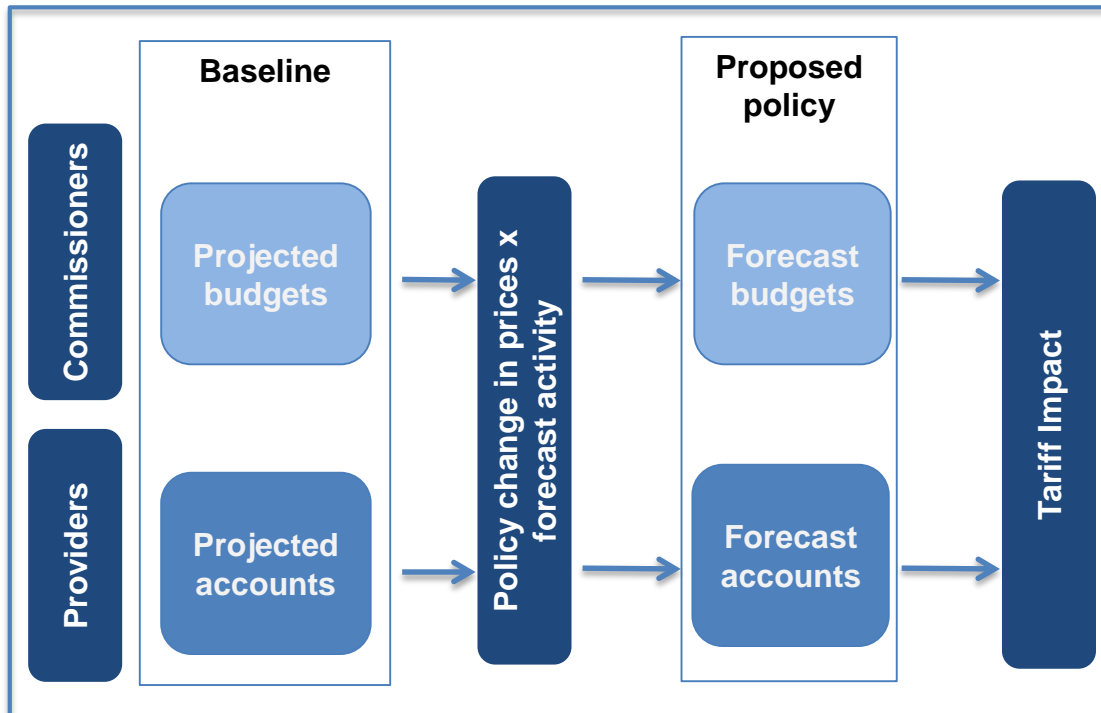 Baseline
Proposed
policy
Commissioners
Projected
budgets
Policy change in prices x
forecast activity
Forecast
budgets
Tariff Impact
Providers
Projected
accounts
Forecast
accounts